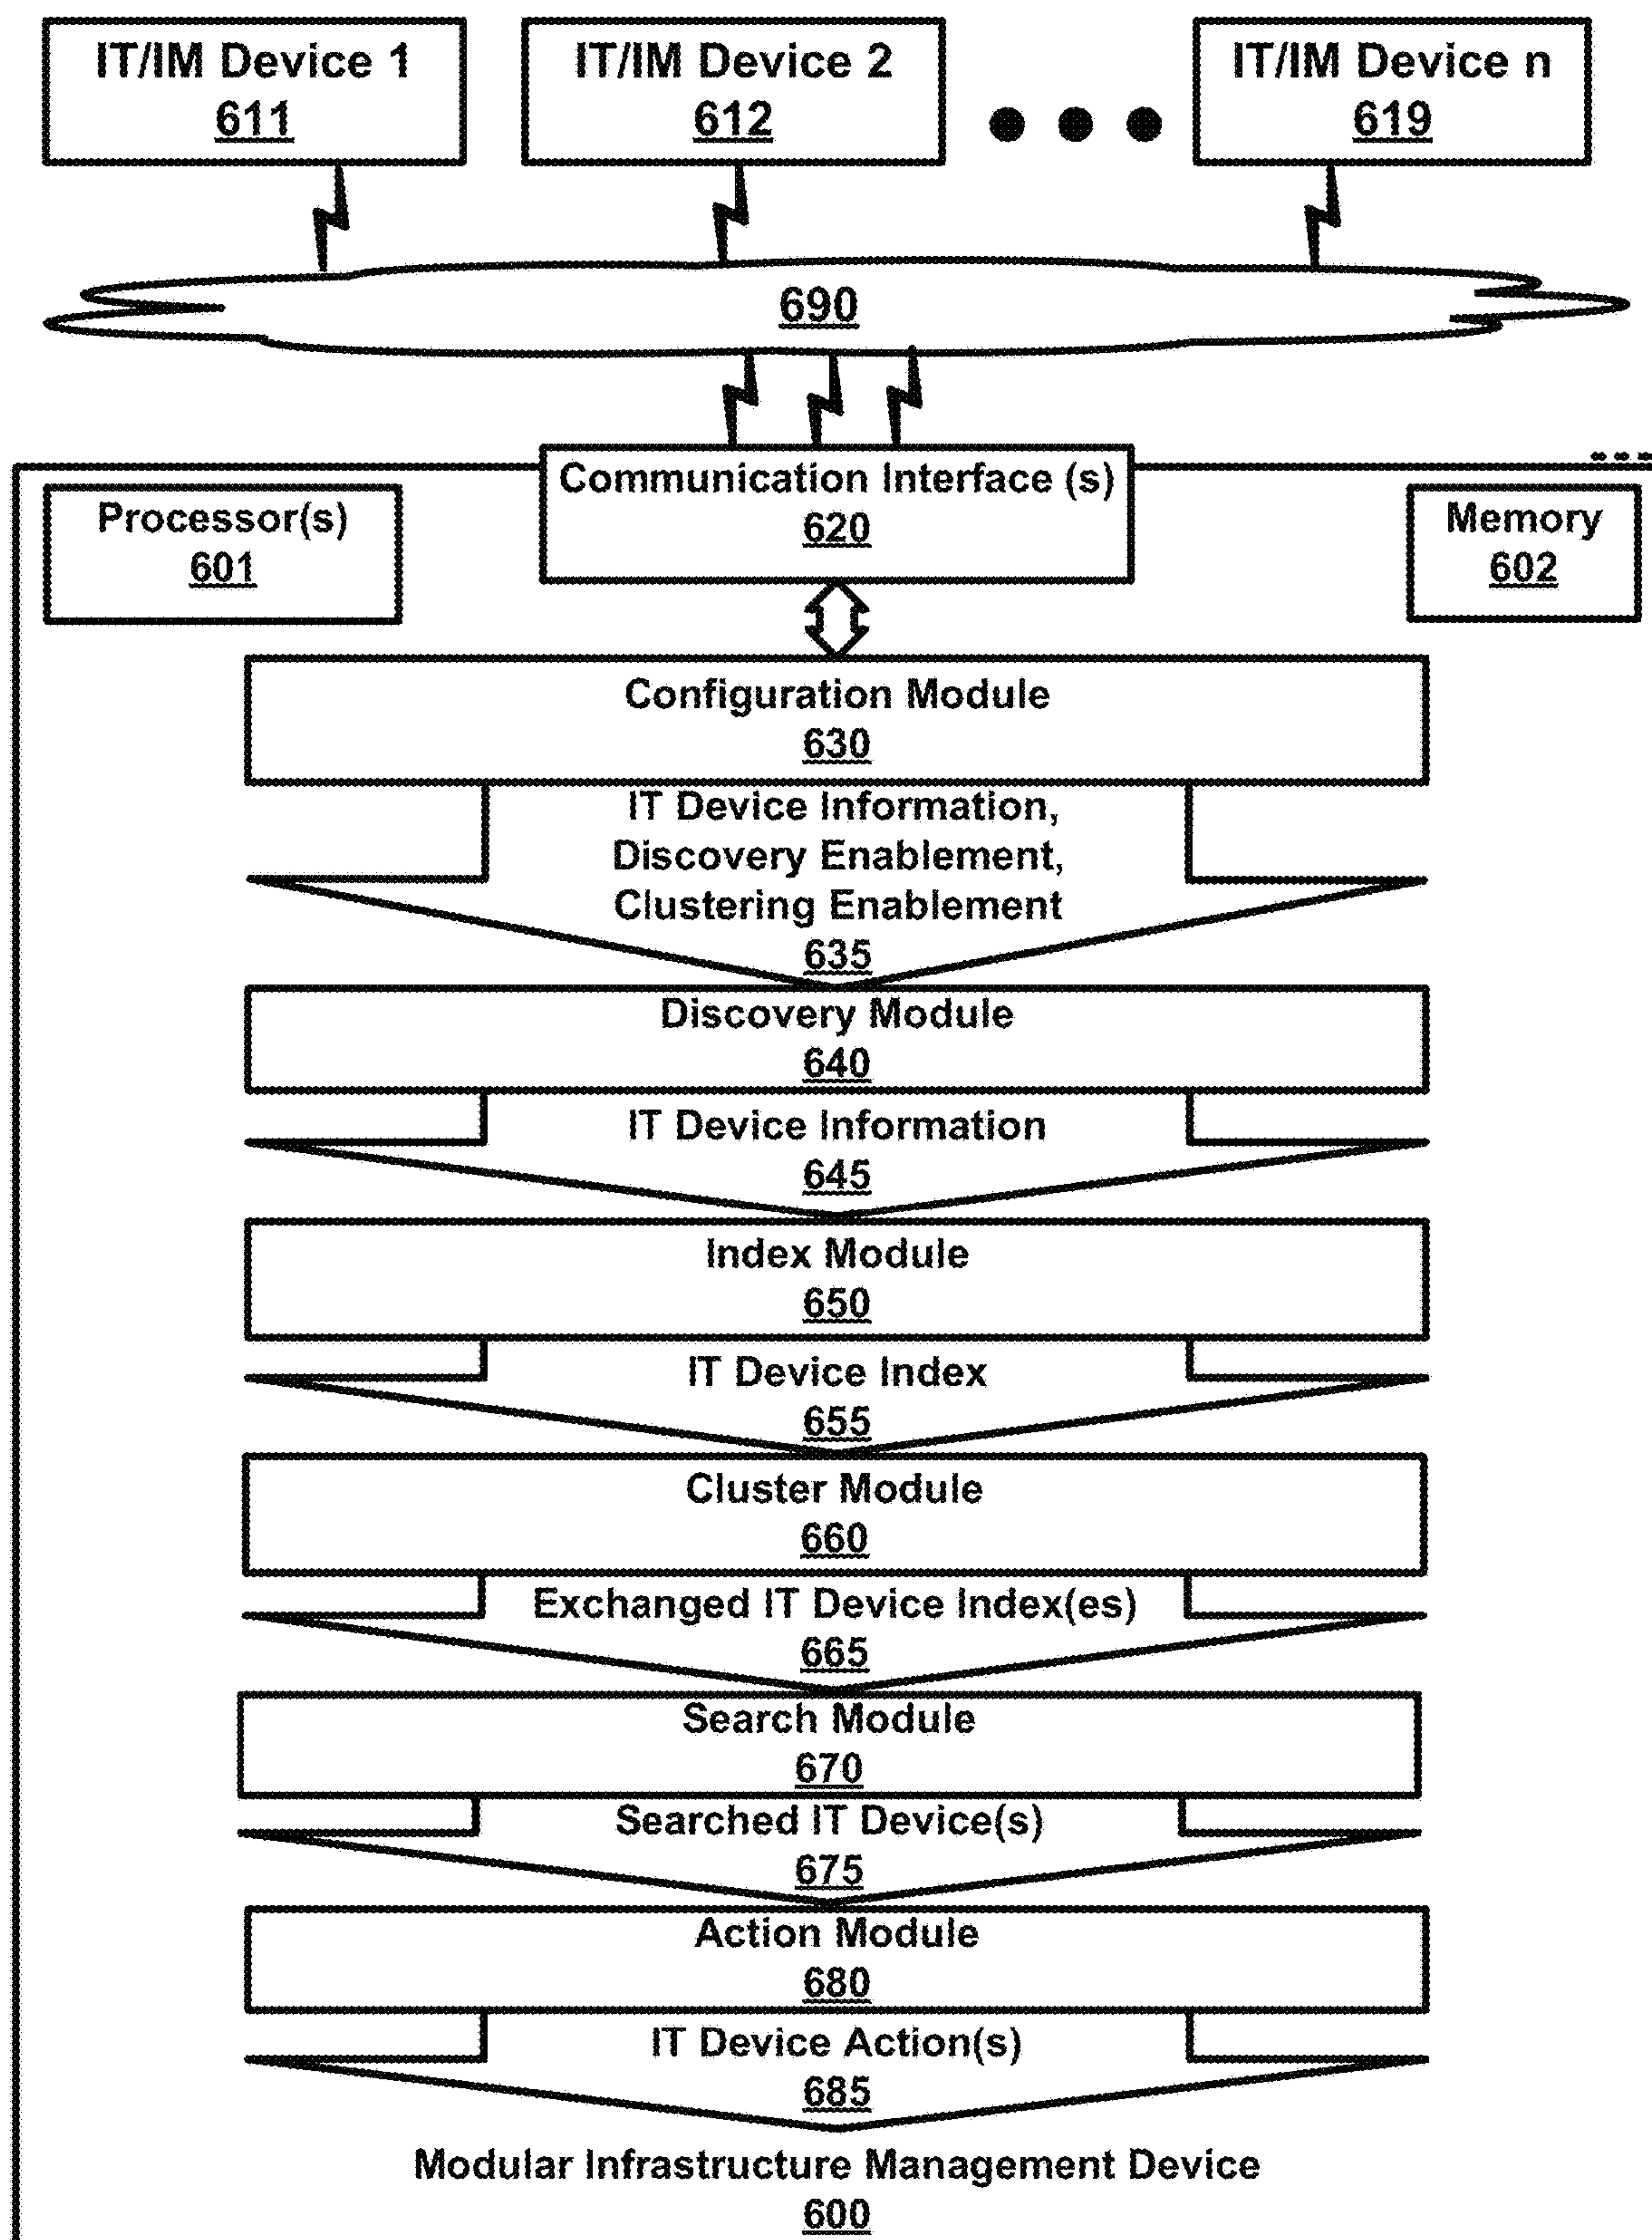 IT/IM Device 1
611
IT/IM Device 2
612
IT/IM Device n
619
690
Communication Interface (s)
620
Processor(s)
601
Memory
602
Configuration Module
630
IT Device Information,
Discovery Enablement,
Clustering Enablement
635
Discovery Module
640
IT Device Information
645
Index Module
650
IT Device Index
655
Cluster Module
660
Exchanged IT Device Index(es)
665
Search Module
670
Searched IT Device(s)
675
Action Module
680
IT Device Action(s)
685
Modular Infrastructure Management Device
600